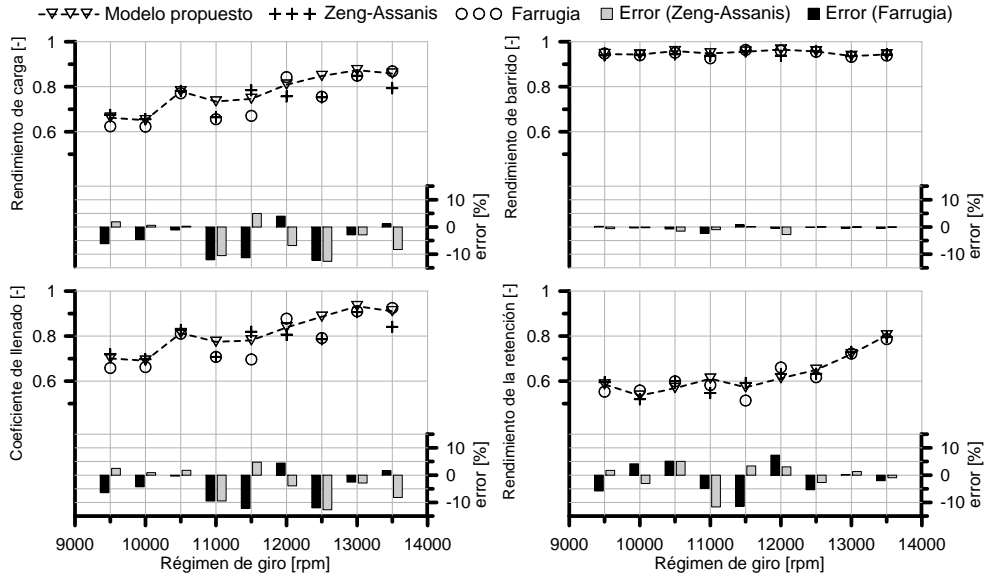 Modelo propuesto Zeng-Assanis Farrugia Error (Zeng-Assanis) Error (Farrugia)
Rendimiento de carga [-]
1
0.8
0.6
10
0
-10
error [%]
Rendimiento de barrido [-]
1
0.8
0.6
10
0
-10
error [%]
Coeficiente de llenado [-]
1
0.8
0.6
10
0
-10
error [%]
9000 10000 11000 12000 13000 14000
Régimen de giro [rpm]
Rendimiento de la retención [-]
1
0.8
0.6
10
0
-10
error [%]
9000 10000 11000 12000 13000 14000
Régimen de giro [rpm]